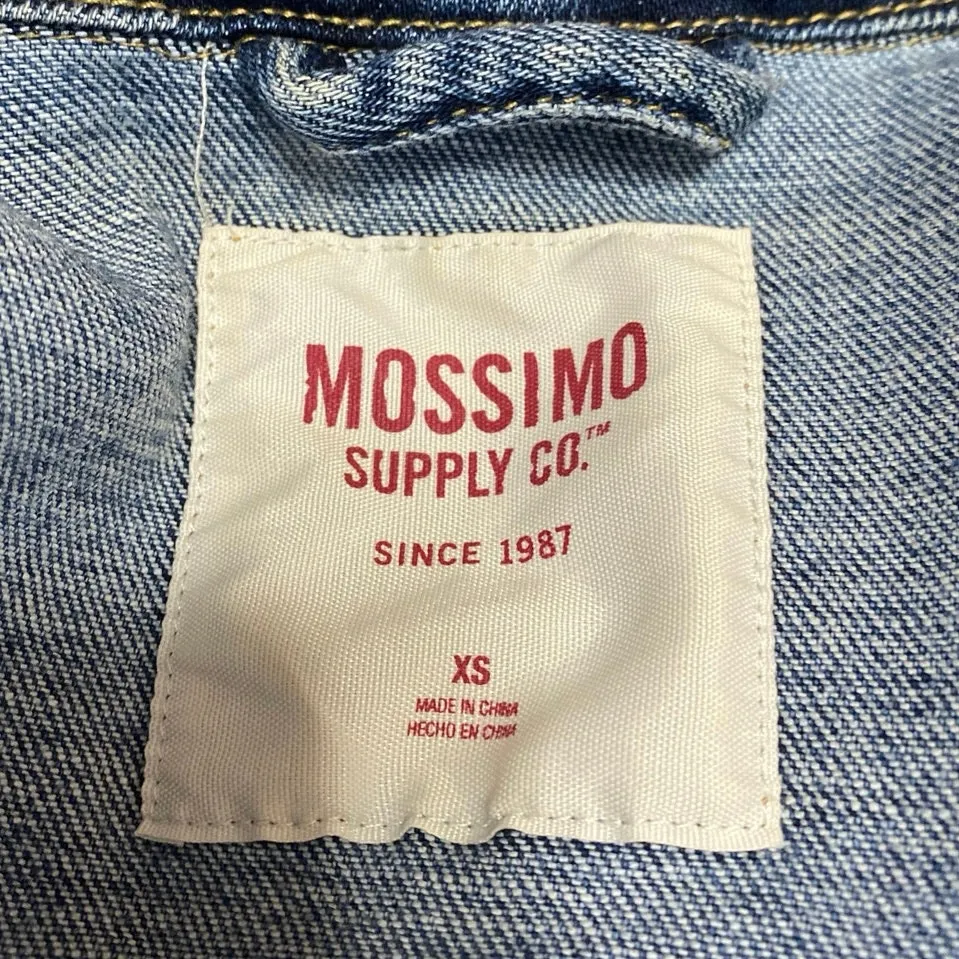 MOSSIMO
SUPPLY CO.™
SINCE 1987
XS
MADE IN CHINA
HECHO EN CHINA